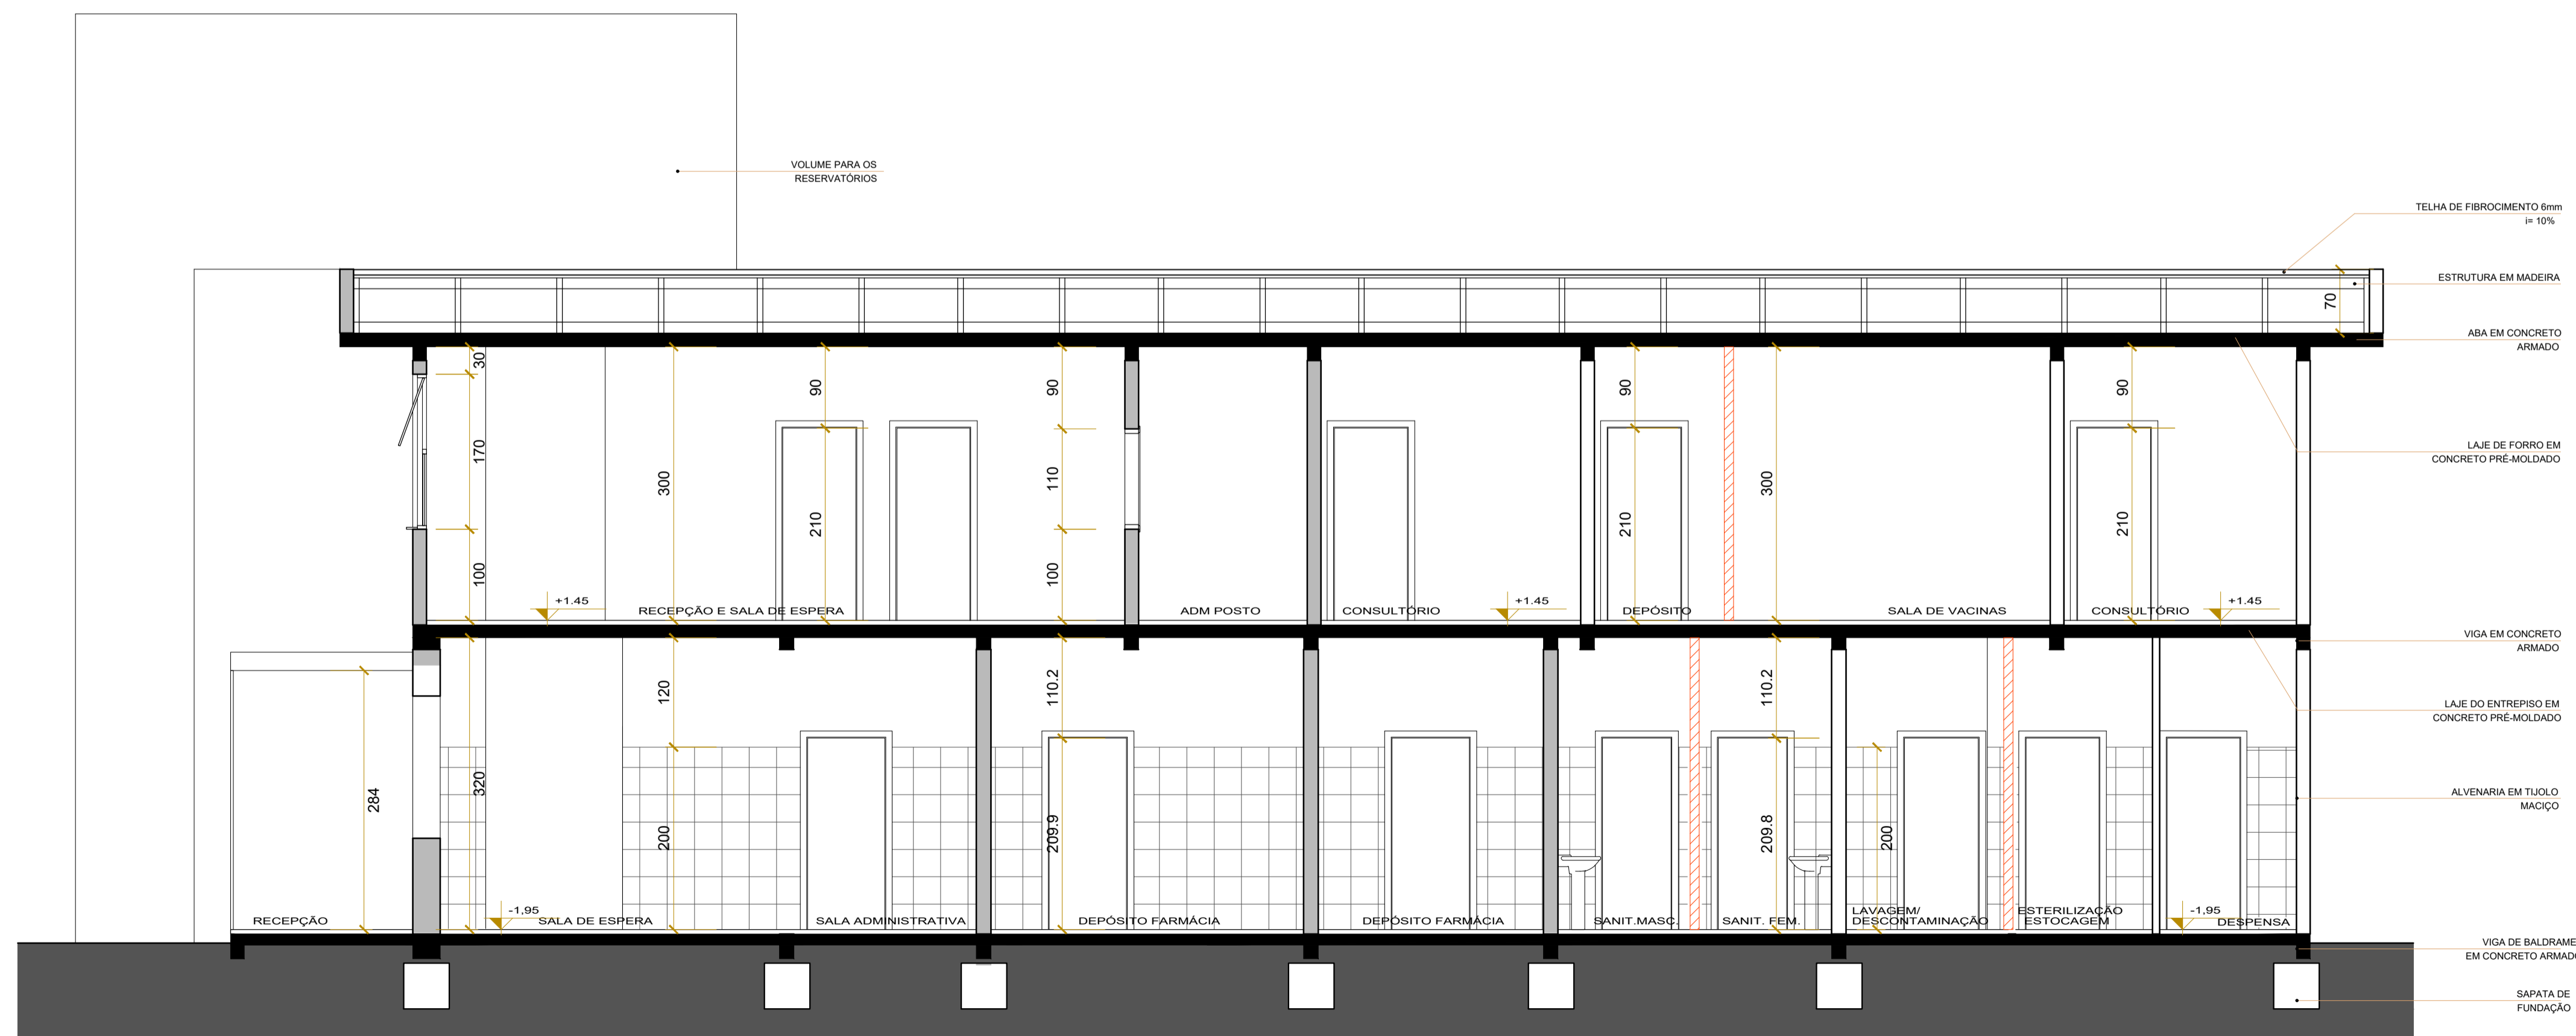 VOLUME PARA OS
RESERVATÓRIOS
TELHA DE FIBROCIMENTO 6mm
i= 10%
ESTRUTURA EM MADEIRA
70
ABA EM CONCRETO
ARMADO
30
90
90
90
90
LAJE DE FORRO EM
CONCRETO PRÉ-MOLDADO
170
300
110
300
210
210
210
100
100
+1.45
+1.45
+1.45
RECEPÇÃO E SALA DE ESPERA
ADM POSTO
CONSULTÓRIO
DEPÓSITO
SALA DE VACINAS
CONSULTÓRIO
VIGA EM CONCRETO
ARMADO
120
110.2
110.2
LAJE DO ENTREPISO EM
CONCRETO PRÉ-MOLDADO
320
284
ALVENARIA EM TIJOLO
MACIÇO
200
209.9
209.8
200
-1,95
-1,95
RECEPÇÃO
SALA DE ESPERA
SALA ADMINISTRATIVA
DEPÓSITO FARMÁCIA
DEPÓSITO FARMÁCIA
SANIT.MASC.
SANIT. FEM.
LAVAGEM/
DESCONTAMINAÇÃO
ESTERILIZAÇÃO
ESTOCAGEM
DESPENSA
VIGA DE BALDRAME
EM CONCRETO ARMADO
SAPATA DE
FUNDAÇÃO